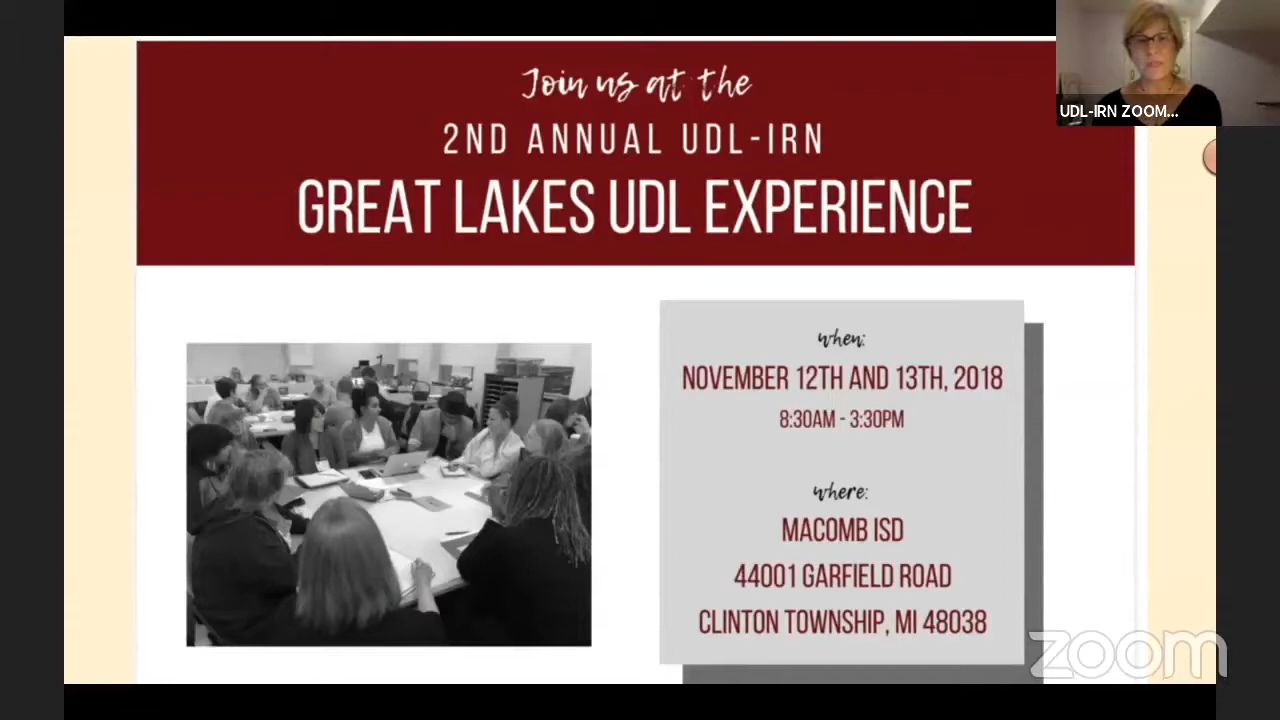 Join us at the
2ND ANNUAL UDL-IRN
GREAT LAKES UDL EXPERIENCE
when:
NOVEMBER 12TH AND 13TH, 2018
8:30AM - 3:30PM
where:
MACOMB ISD
44001 GARFIELD ROAD
CLINTON TOWNSHIP, MI 48038
UDL-IRN ZOOM...
zoom